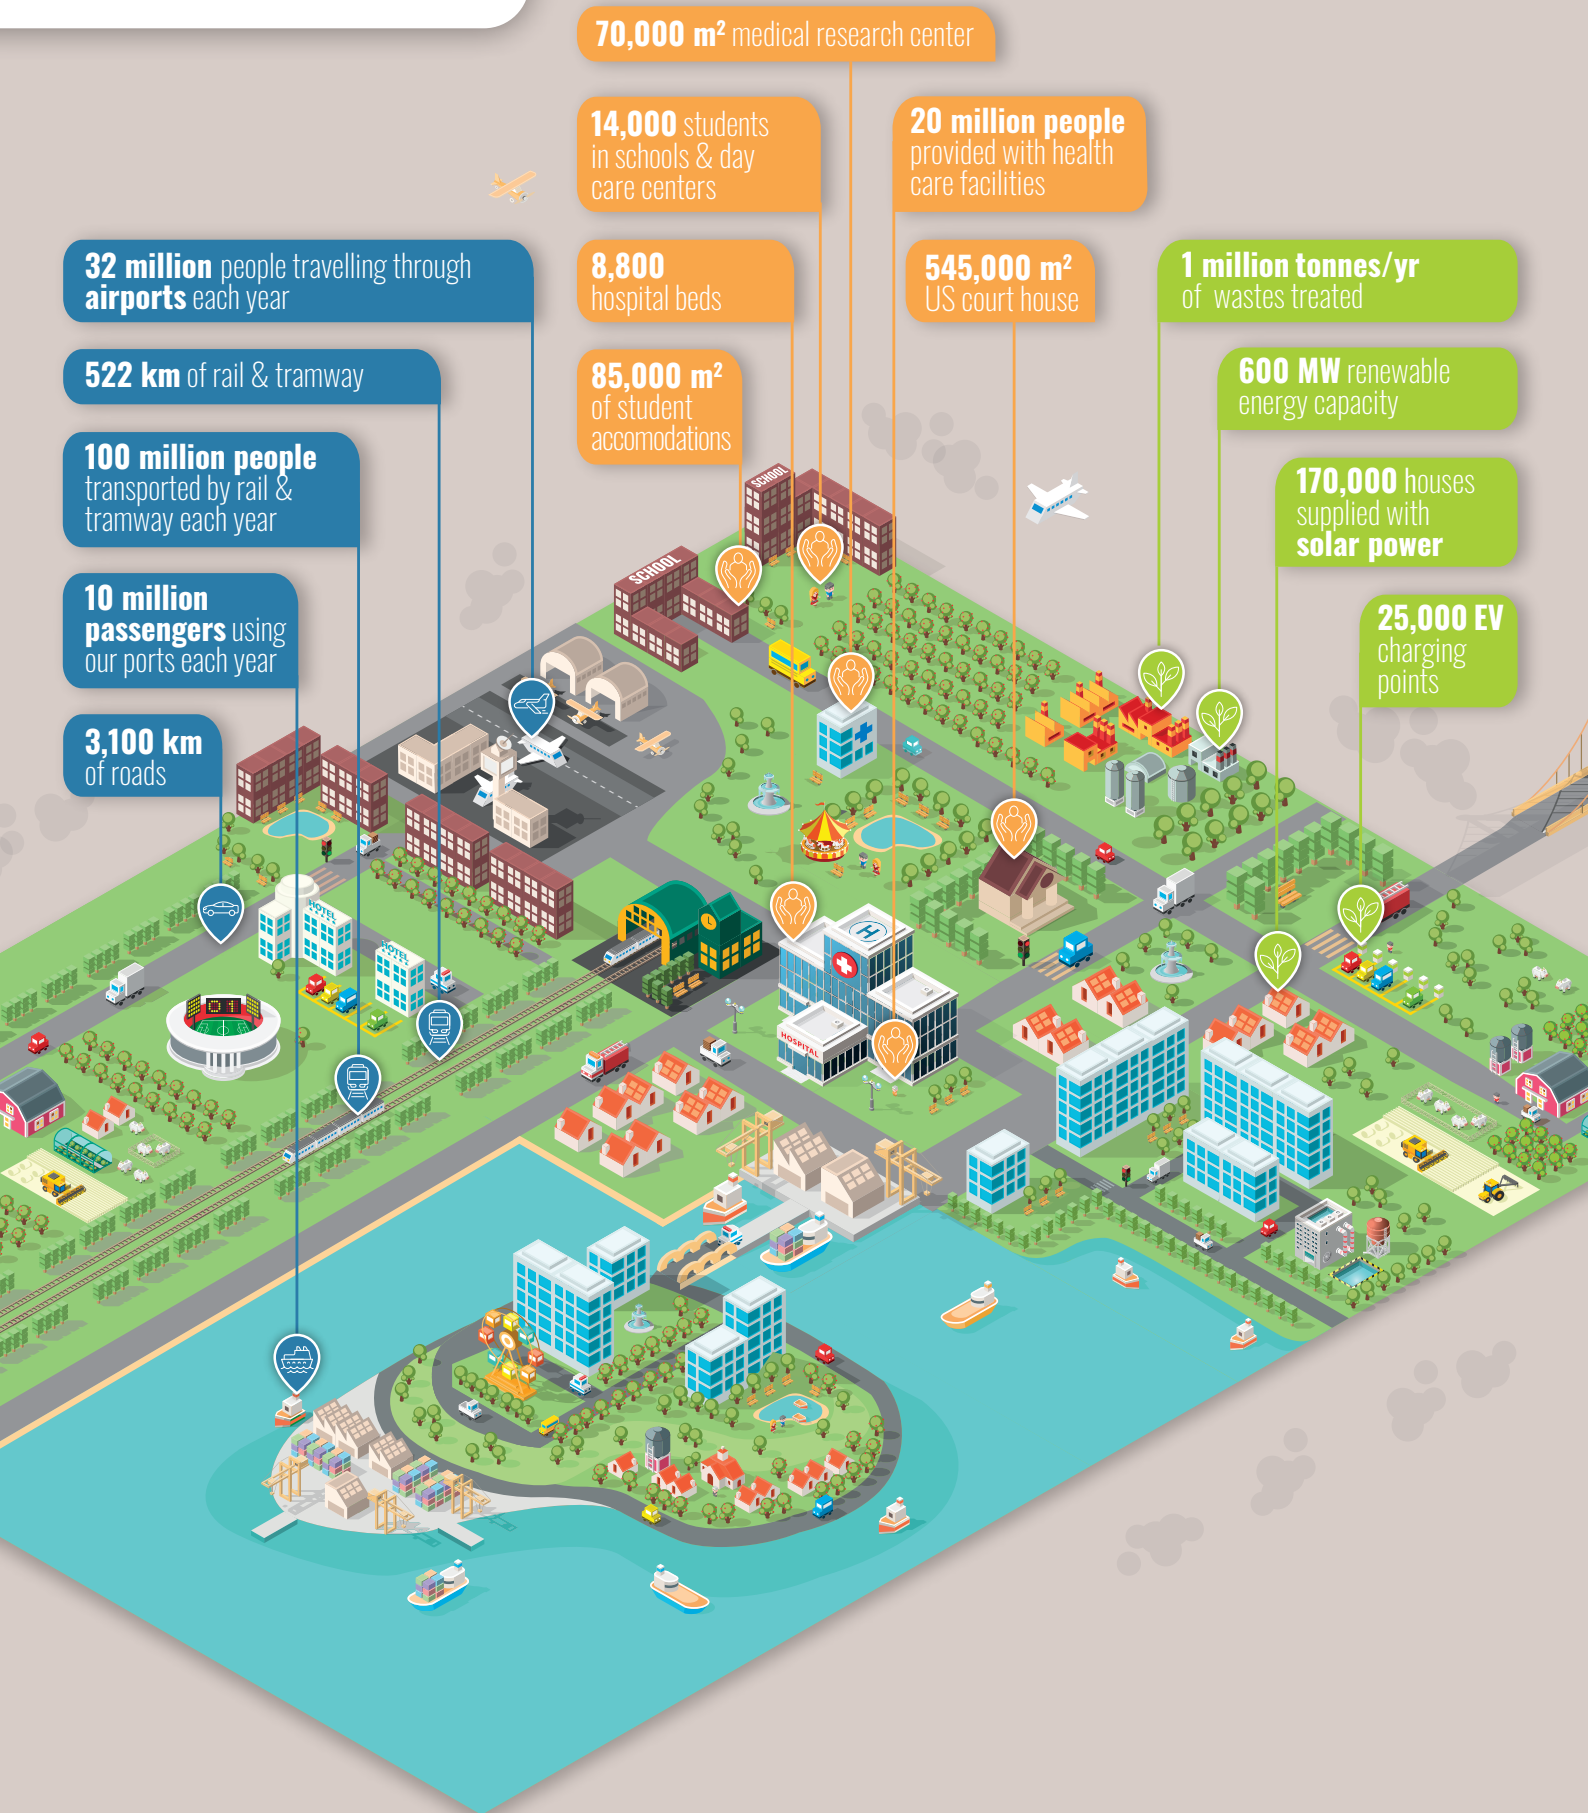 70,000 m² medical research center
14,000 students
in schools & day
care centers
20 million people
provided with health
care facilities
32 million people travelling through
airports each year
8,800
hospital beds
545,000 m²
US court house
1 million tonnes/yr
of wastes treated
522 km of rail & tramway
85,000 m²
of student
accomodations
600 MW renewable
energy capacity
100 million people
transported by rail &
tramway each year
170,000 houses
supplied with
solar power
10 million
passengers using
our ports each year
25,000 EV
charging
points
3,100 km
of roads
SCHOOL
SCHOOL
HOTEL
HOTEL
H
HOSPITAL